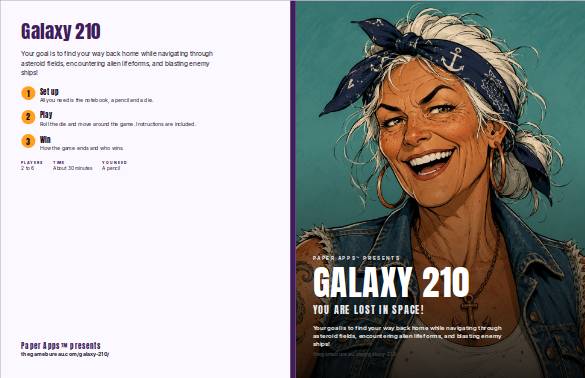 Galaxy 210
Your goal is to find your way back home while navigating through
asteroid fields, encountering alien lifeforms, and blasting enemy
ships!
1 Set up
All you need is the notebook, a pencil and a die.
2 Play
Roll the die and move around the game. Instructions are included.
3 Win
How the game ends and who wins.
PLAYERS TIME YOU NEED
2 to 6 About 30 minutes A pencil
Paper Apps™ presents
thegamebureau.com/galaxy-210/
PAPER APPS™ PRESENTS
GALAXY 210
YOU ARE LOST IN SPACE!
Your goal is to find your way back home while navigating through
asteroid fields, encountering alien lifeforms, and blasting enemy
ships!